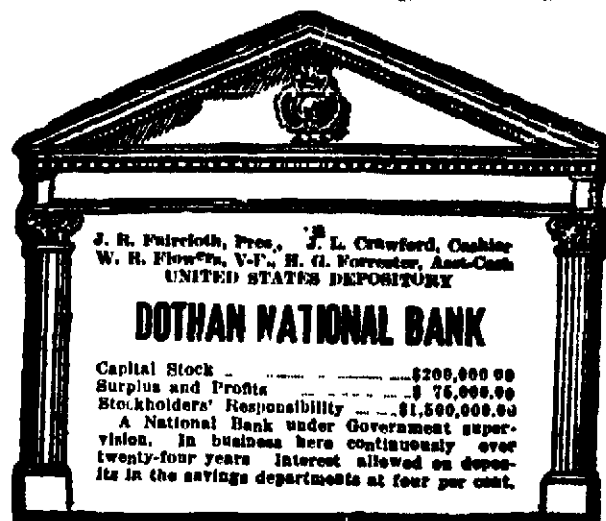 J. R. Faircloth, Pres., J. L. Crawford, Cashier
W. R. Flowers, V-P., H. G. Forrester, Asst-Cash
UNITED STATES DEPOSITORY
DOTHAN NATIONAL BANK
Capital Stock $200,000.00
Surplus and Profits $ 75,000.00
Stockholders' Responsibility $1,500,000.00
A National Bank under Government super-
vision. In business here continuously over
twenty-four years Interest allowed on depos-
its in the savings departments at four per cent.